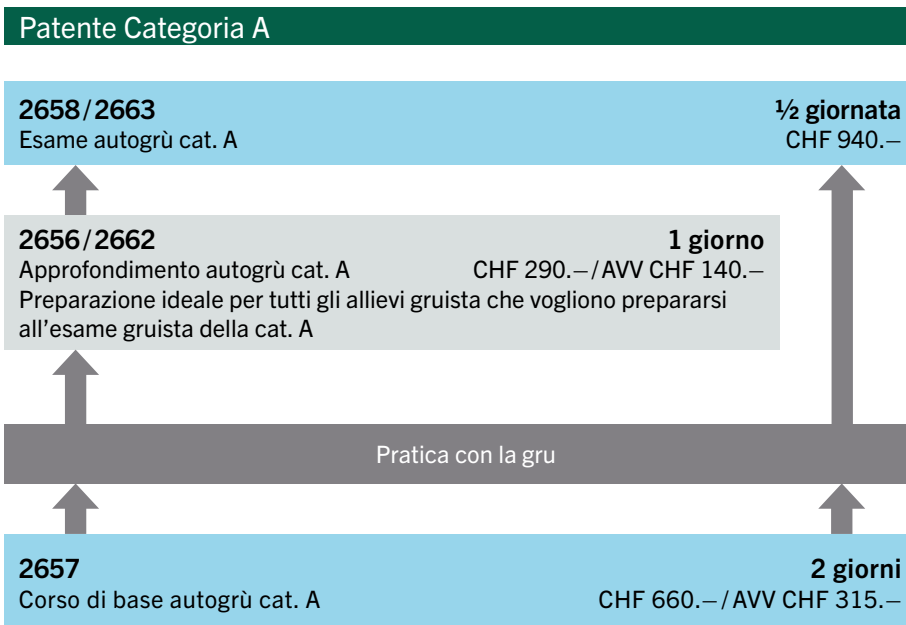 Patente Categoria A
2658/2663 ½ giornata
Esame autogrù cat. A CHF 940.–
2656/2662 1 giorno
Approfondimento autogrù cat. A CHF 290.–/AVV CHF 140.–
Preparazione ideale per tutti gli allievi gruista che vogliono prepararsi
all’esame gruista della cat. A
Pratica con la gru
2657 2 giorni
Corso di base autogrù cat. A CHF 660.–/AVV CHF 315.–